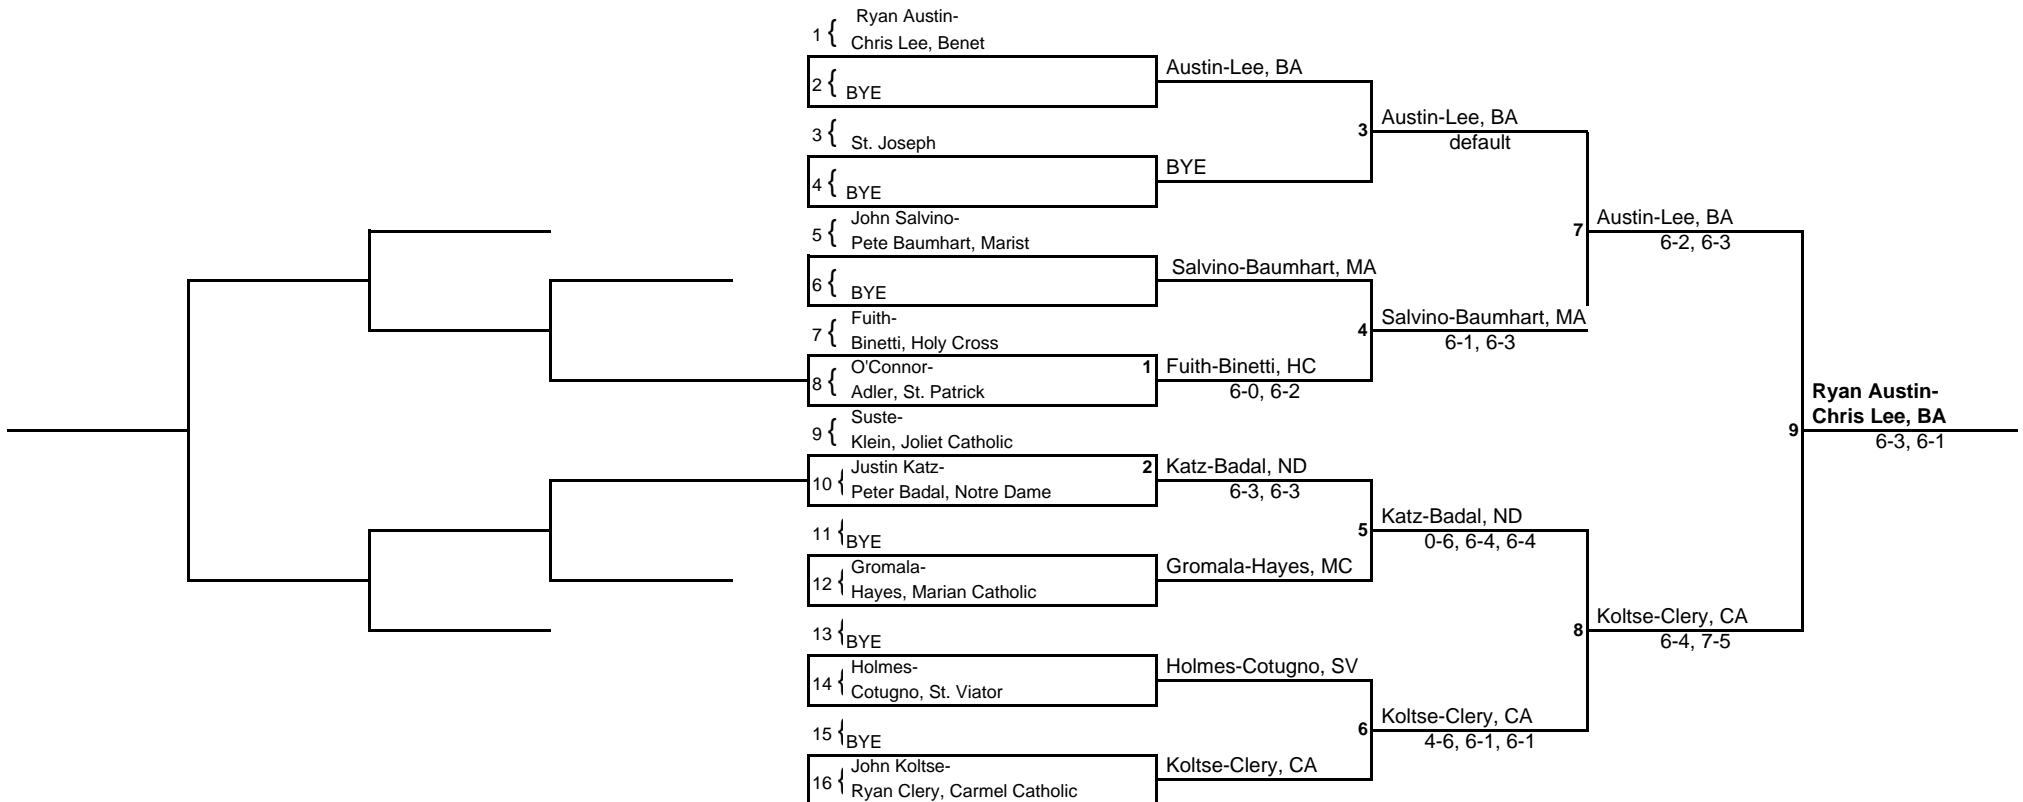 Ryan Austin-
1 { Chris Lee, Benet
Austin-Lee, BA
2 { BYE
Austin-Lee, BA
3 { St. Joseph
3
default
BYE
4 { BYE
John Salvino-
5 { Pete Baumhart, Marist
Austin-Lee, BA
7
6-2, 6-3
Salvino-Baumhart, MA
6 { BYE
Fuith-
7 { Binetti, Holy Cross
Salvino-Baumhart, MA
4
6-1, 6-3
O'Connor-
1
Fuith-Binetti, HC
8 { Adler, St. Patrick
6-0, 6-2
Ryan Austin-
Chris Lee, BA
9
6-3, 6-1
Suste-
9 { Klein, Joliet Catholic
Justin Katz-
2
Katz-Badal, ND
10 { Peter Badal, Notre Dame
6-3, 6-3
Katz-Badal, ND
11 { BYE
5
0-6, 6-4, 6-4
Gromala-
Gromala-Hayes, MC
12 { Hayes, Marian Catholic
Koltse-Clery, CA
13 { BYE
8
6-4, 7-5
Holmes-
Holmes-Cotugno, SV
14 { Cotugno, St. Viator
Koltse-Clery, CA
15 { BYE
6
4-6, 6-1, 6-1
John Koltse-
Koltse-Clery, CA
16 { Ryan Clery, Carmel Catholic